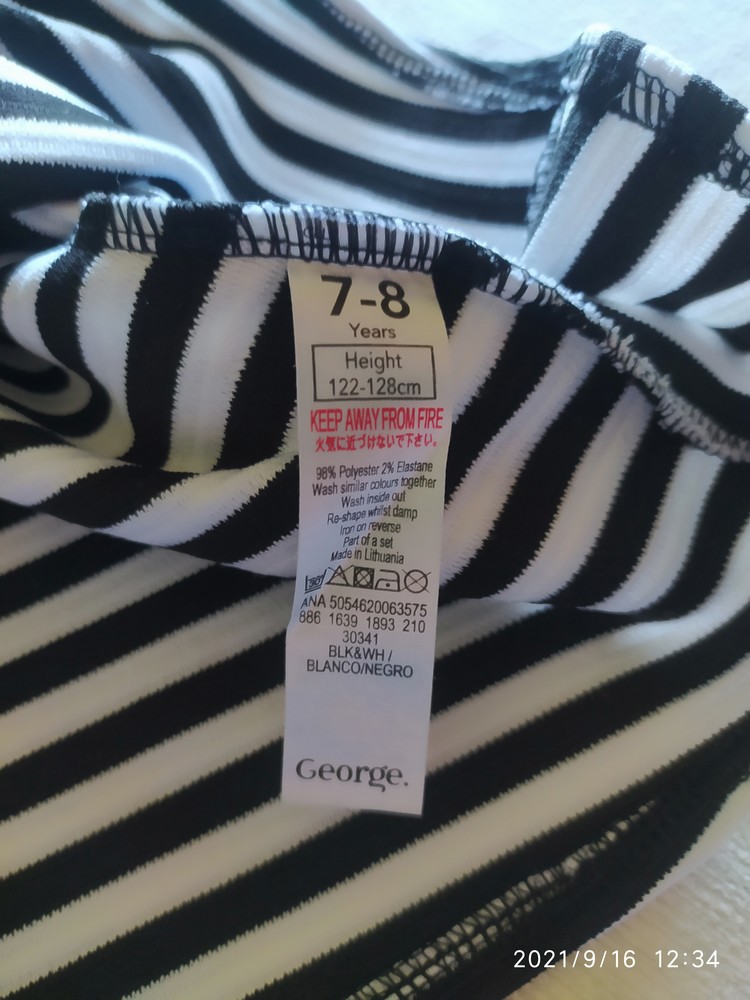 7-8
Years
Height
122-128cm
KEEP AWAY FROM FIRE
火気に近づけないで下さい。
98% Polyester 2% Elastane
Wash similar colours together
Wash inside out
Re-shape whilst damp
Iron on reverse
Part of a set
Made in Lithuania
30
ANA 5054620063575
886 1639 1893 210
30341
BLK&WH /
BLANCO/NEGRO
George.
2021/9/16 12:34